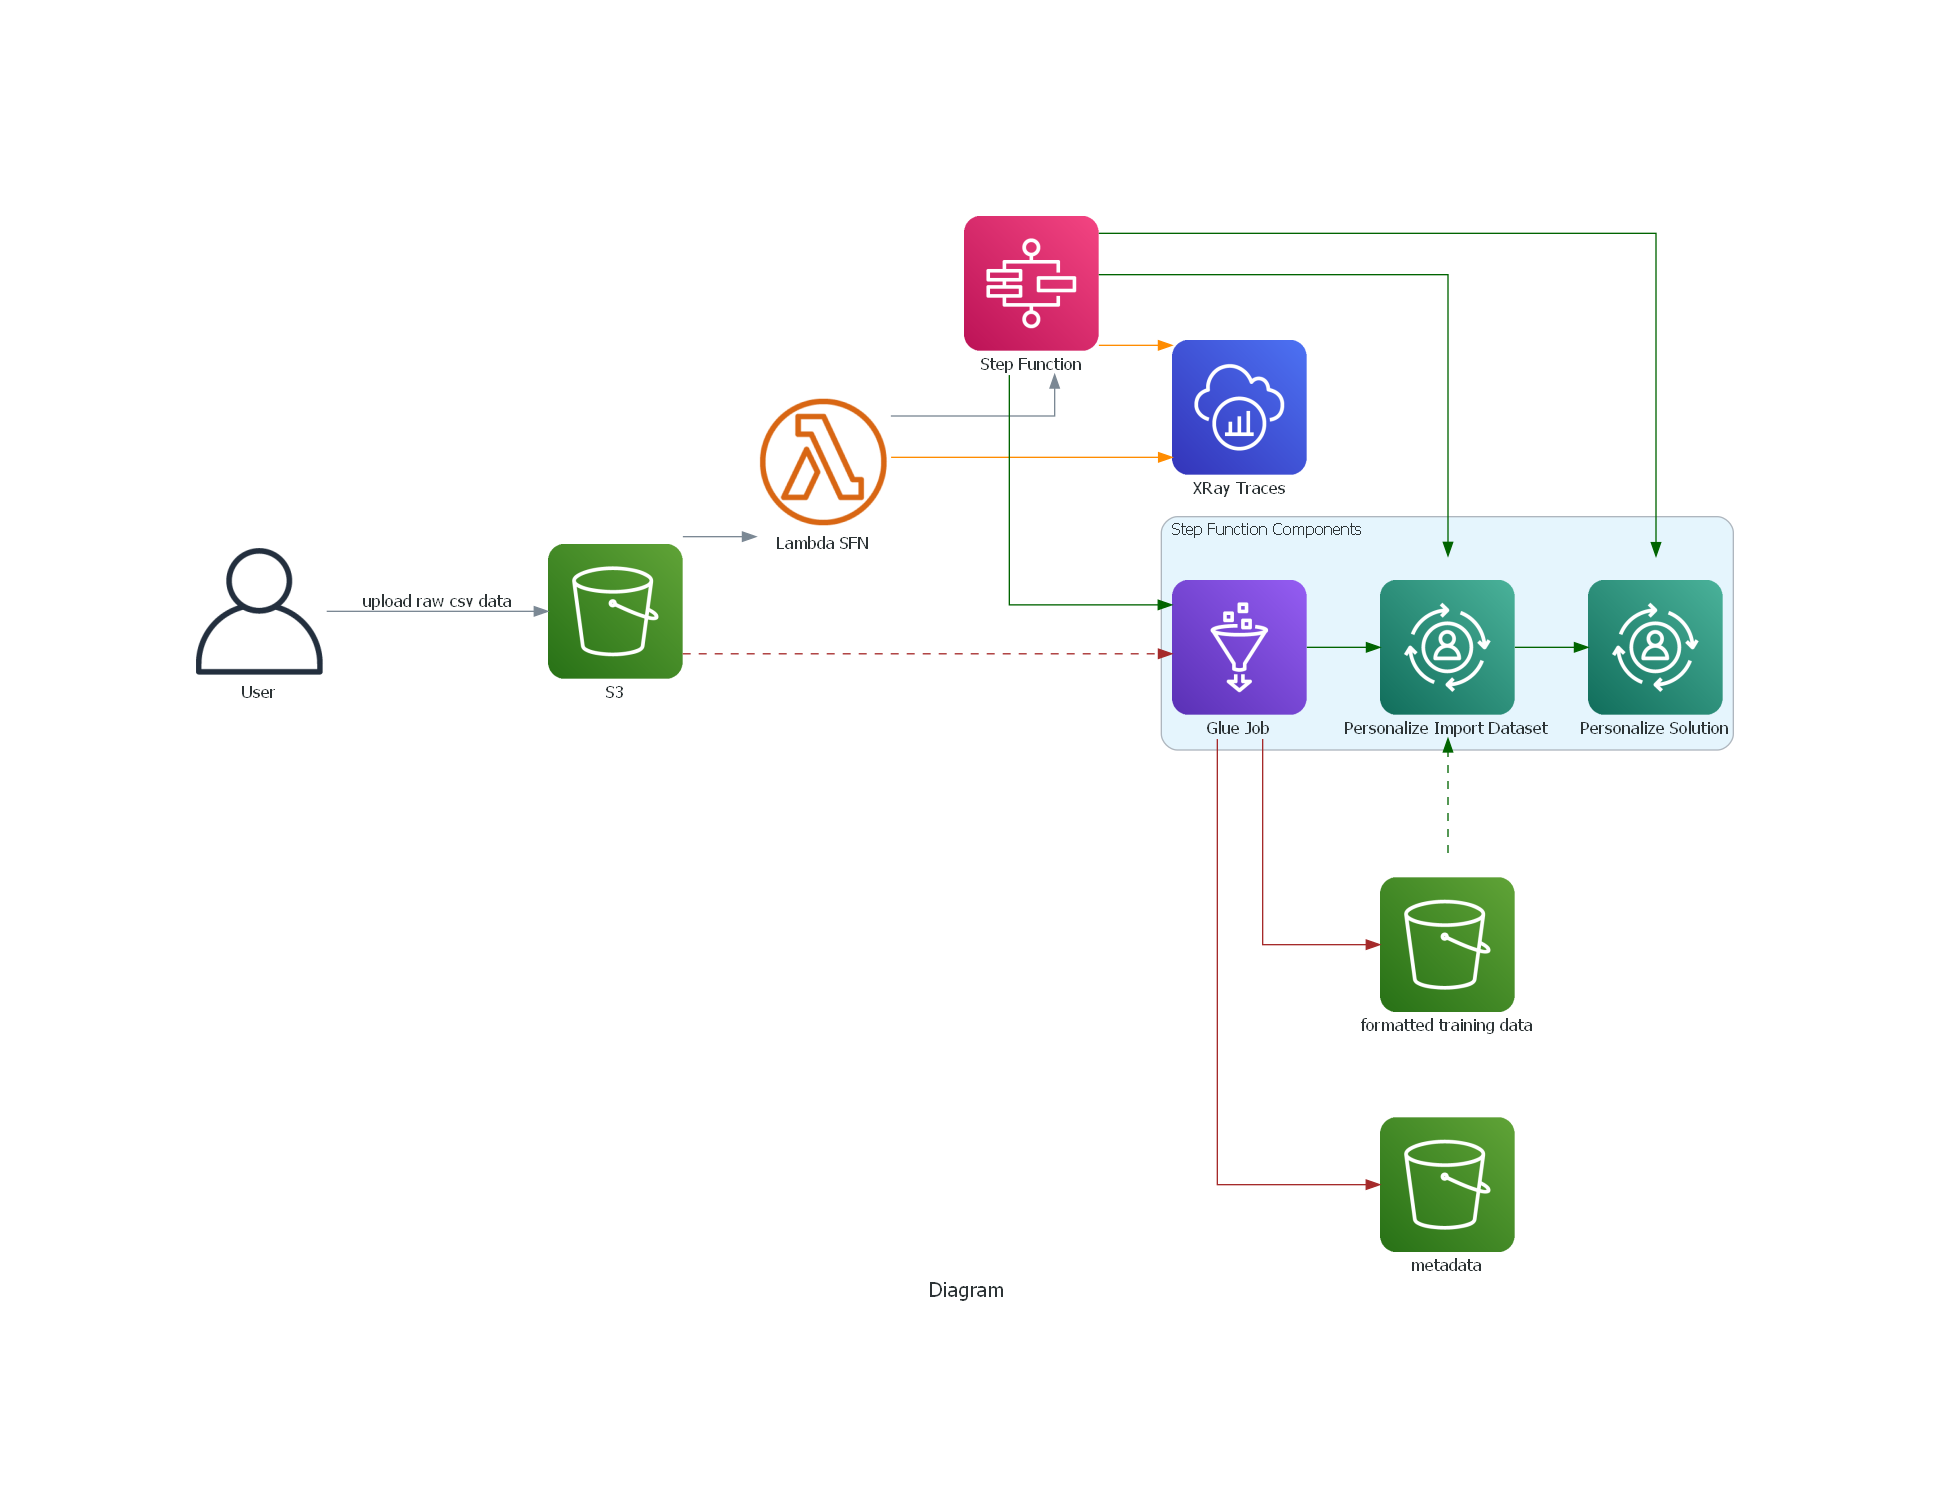 Step Function
XRay Traces
Lambda SFN
Step Function Components
upload raw csv data
User
S3
Glue Job
Personalize Import Dataset
Personalize Solution
formatted training data
metadata
Diagram